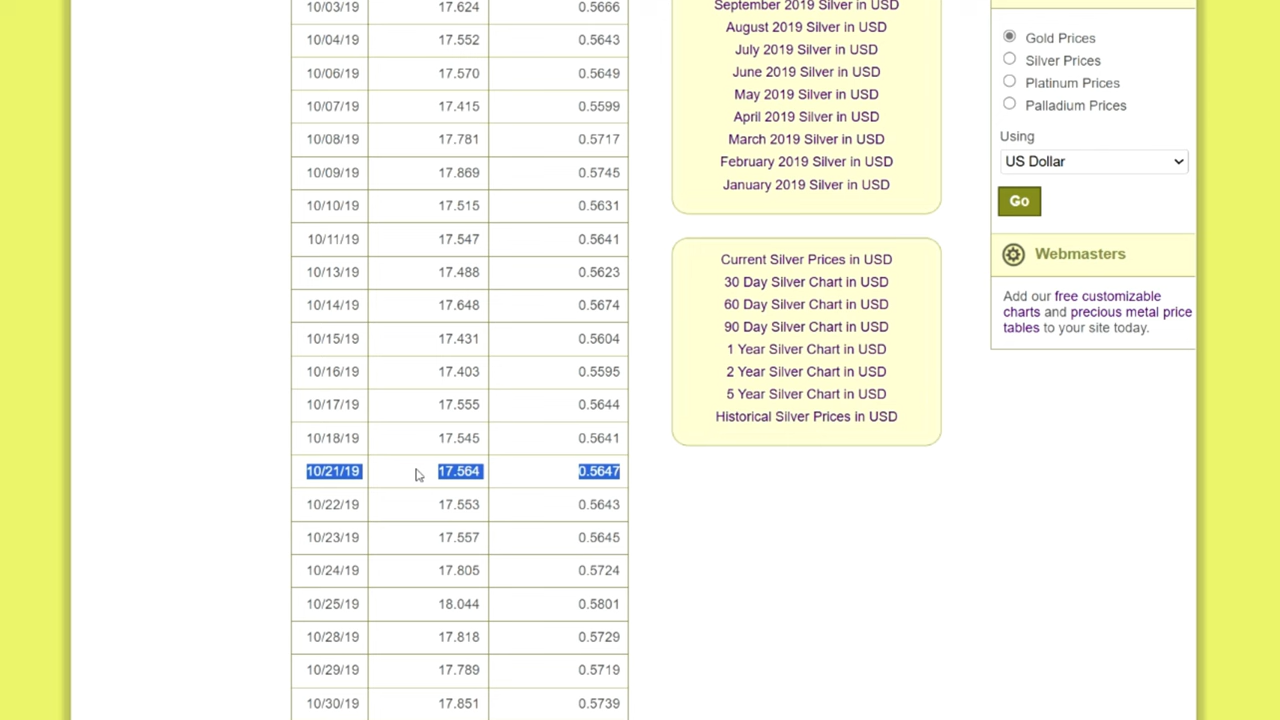 10/03/19 17.624 0.5666
10/04/19 17.552 0.5643
10/06/19 17.570 0.5649
10/07/19 17.415 0.5599
10/08/19 17.781 0.5717
10/09/19 17.869 0.5745
10/10/19 17.515 0.5631
10/11/19 17.547 0.5641
10/13/19 17.488 0.5623
10/14/19 17.648 0.5674
10/15/19 17.431 0.5604
10/16/19 17.403 0.5595
10/17/19 17.555 0.5644
10/18/19 17.545 0.5641
10/21/19 17.564 0.5647
10/22/19 17.553 0.5643
10/23/19 17.557 0.5645
10/24/19 17.805 0.5724
10/25/19 18.044 0.5801
10/28/19 17.818 0.5729
10/29/19 17.789 0.5719
10/30/19 17.851 0.5739
September 2019 Silver in USD
August 2019 Silver in USD
July 2019 Silver in USD
June 2019 Silver in USD
May 2019 Silver in USD
April 2019 Silver in USD
March 2019 Silver in USD
February 2019 Silver in USD
January 2019 Silver in USD
Current Silver Prices in USD
30 Day Silver Chart in USD
60 Day Silver Chart in USD
90 Day Silver Chart in USD
1 Year Silver Chart in USD
2 Year Silver Chart in USD
5 Year Silver Chart in USD
Historical Silver Prices in USD
Gold Prices
Silver Prices
Platinum Prices
Palladium Prices
Using
US Dollar
Go
Webmasters
Add our free customizable
charts and precious metal price
tables to your site today.